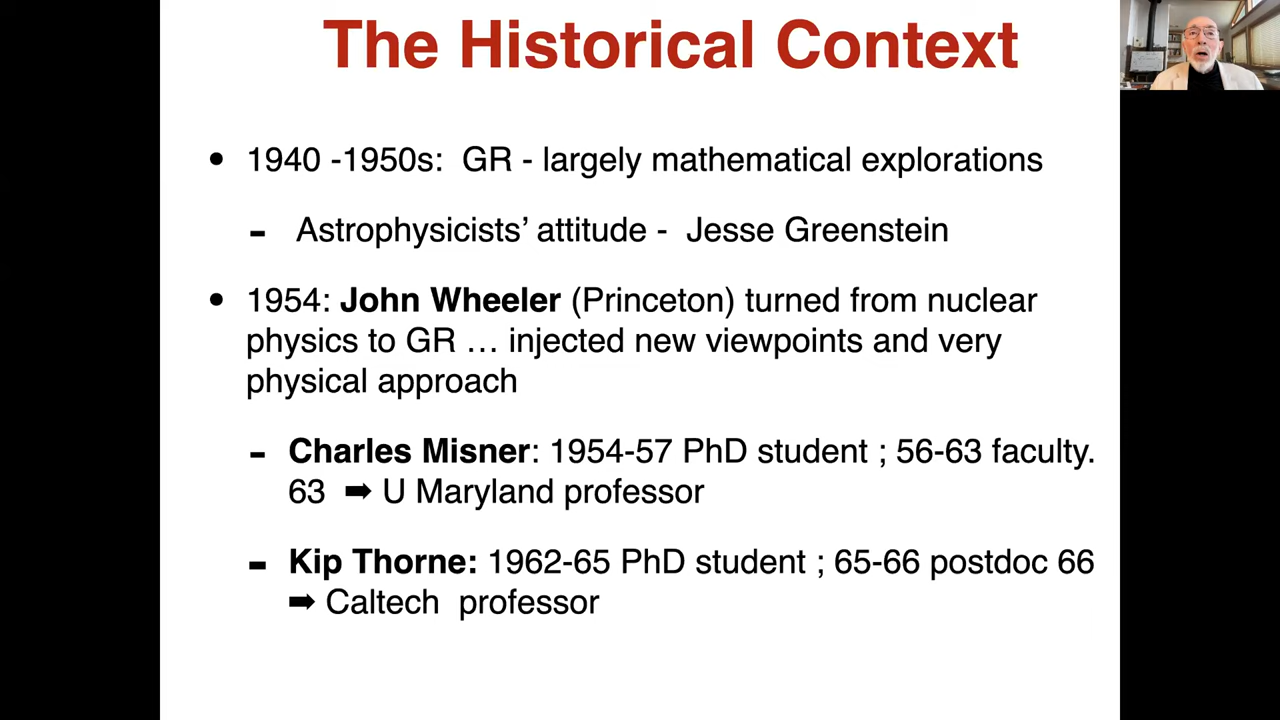 The Historical Context
• 1940 -1950s: GR - largely mathematical explorations
- Astrophysicists’ attitude - Jesse Greenstein
• 1954: John Wheeler (Princeton) turned from nuclear
physics to GR … injected new viewpoints and very
physical approach
- Charles Misner: 1954-57 PhD student ; 56-63 faculty.
63 ➡ U Maryland professor
- Kip Thorne: 1962-65 PhD student ; 65-66 postdoc 66
➡ Caltech professor